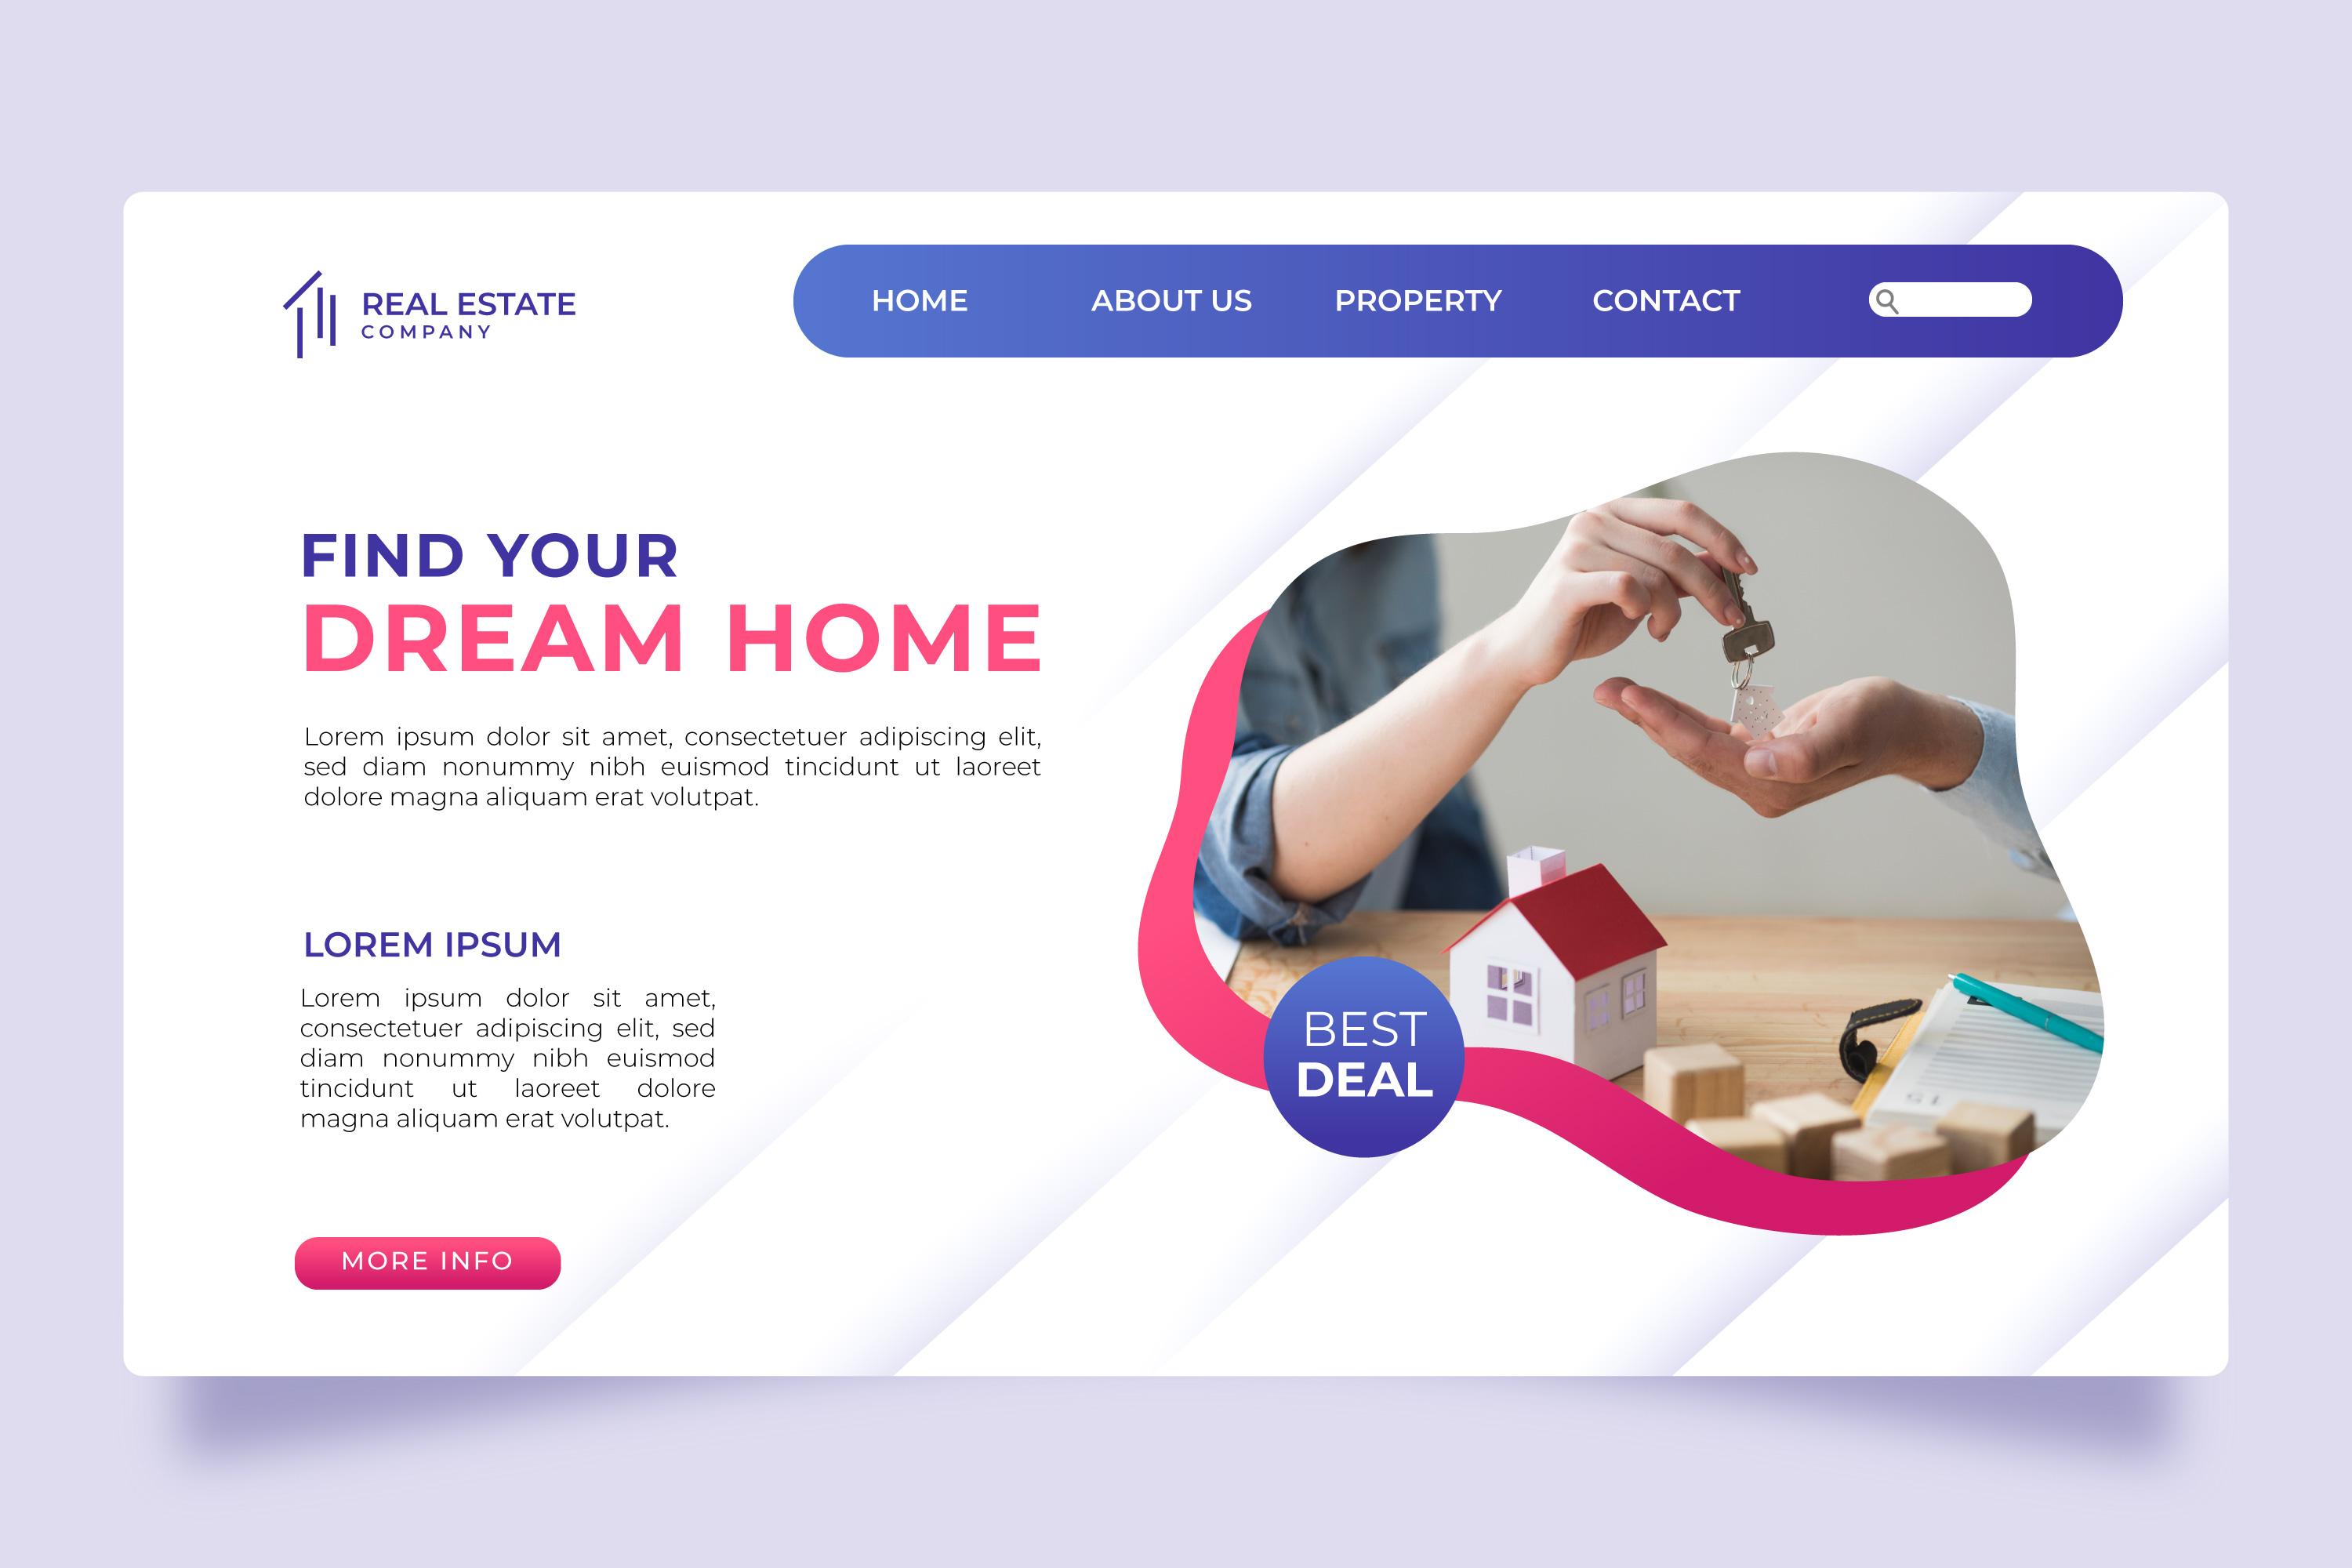 REAL ESTATE
COMPANY
HOME
ABOUT US
PROPERTY
CONTACT
FIND YOUR
DREAM HOME
Lorem ipsum dolor sit amet, consectetuer adipiscing elit,
sed diam nonummy nibh euismod tincidunt ut laoreet
dolore magna aliquam erat volutpat.
LOREM IPSUM
Lorem ipsum dolor sit amet,
consectetuer adipiscing elit, sed
diam nonummy nibh euismod
tincidunt ut laoreet dolore
magna aliquam erat volutpat.
MORE INFO
BEST
DEAL